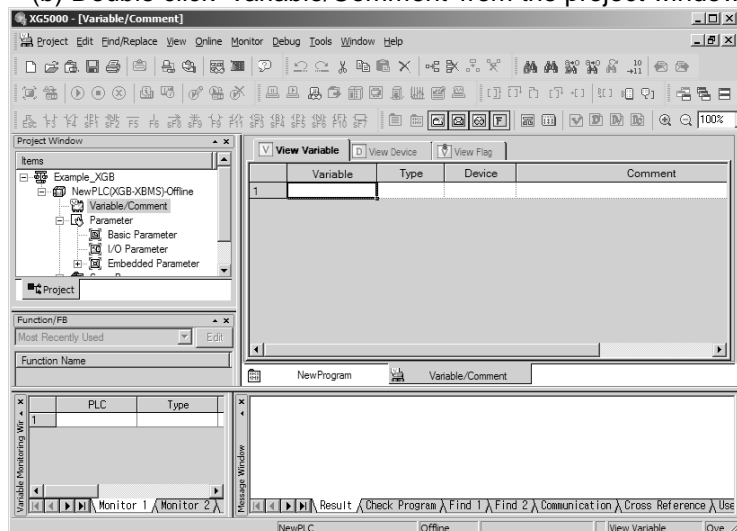 (b) Double click 'Variable/Comment' from the project window
XG5000 - [Variable/Comment]
Project Edit Find/Replace View Online Monitor Debug Tools Window Help
100%
Project Window
Items
Example_XGB
NewPLC(XGB-XBMS)-Offline
Variable/Comment
Parameter
Basic Parameter
I/O Parameter
Embedded Parameter
Project
Function/FB
Most Recently Used Edit
Function Name
V View Variable D View Device View Flag
Variable Type Device Comment
1
NewProgram Variable/Comment
Variable Monitoring Wir
PLC Type
1
Monitor 1 Monitor 2
Message Window
Result Check Program Find 1 Find 2 Communication Cross Reference Use
NewPLC Offline View Variable Ove